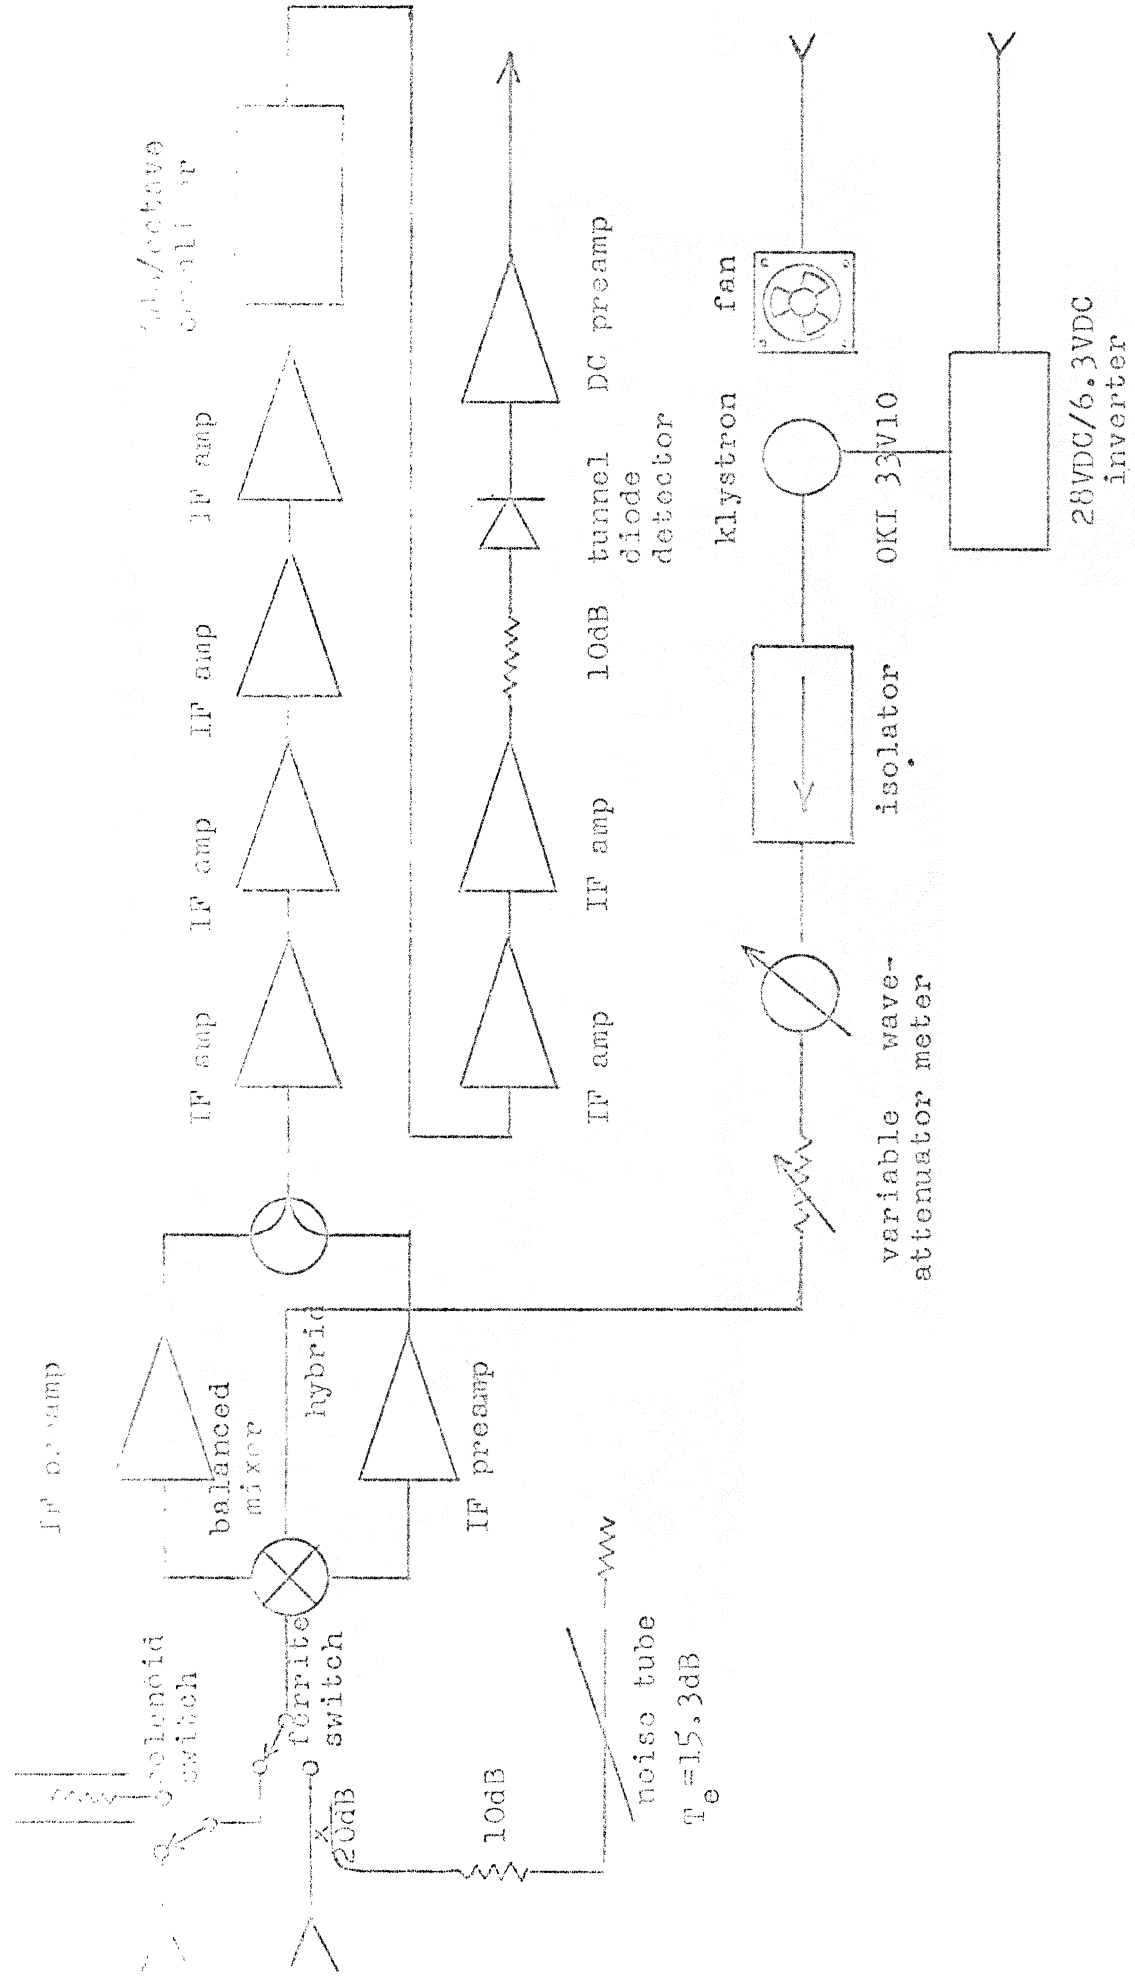 IF
balanced
mixer
hybrid
IF preamp
solenoid
switch
ferrite
switch
20dB
10dB
noise tube
Te=15.3dB
IF amp
IF amp
IF amp
IF amp
/octave
IF amp
IF amp
10dB
tunnel
diode
detector
DC preamp
variable
attenuator
wave-
meter
isolator
klystron
OKI 33V10
fan
28VDC/6.3VDC
inverter